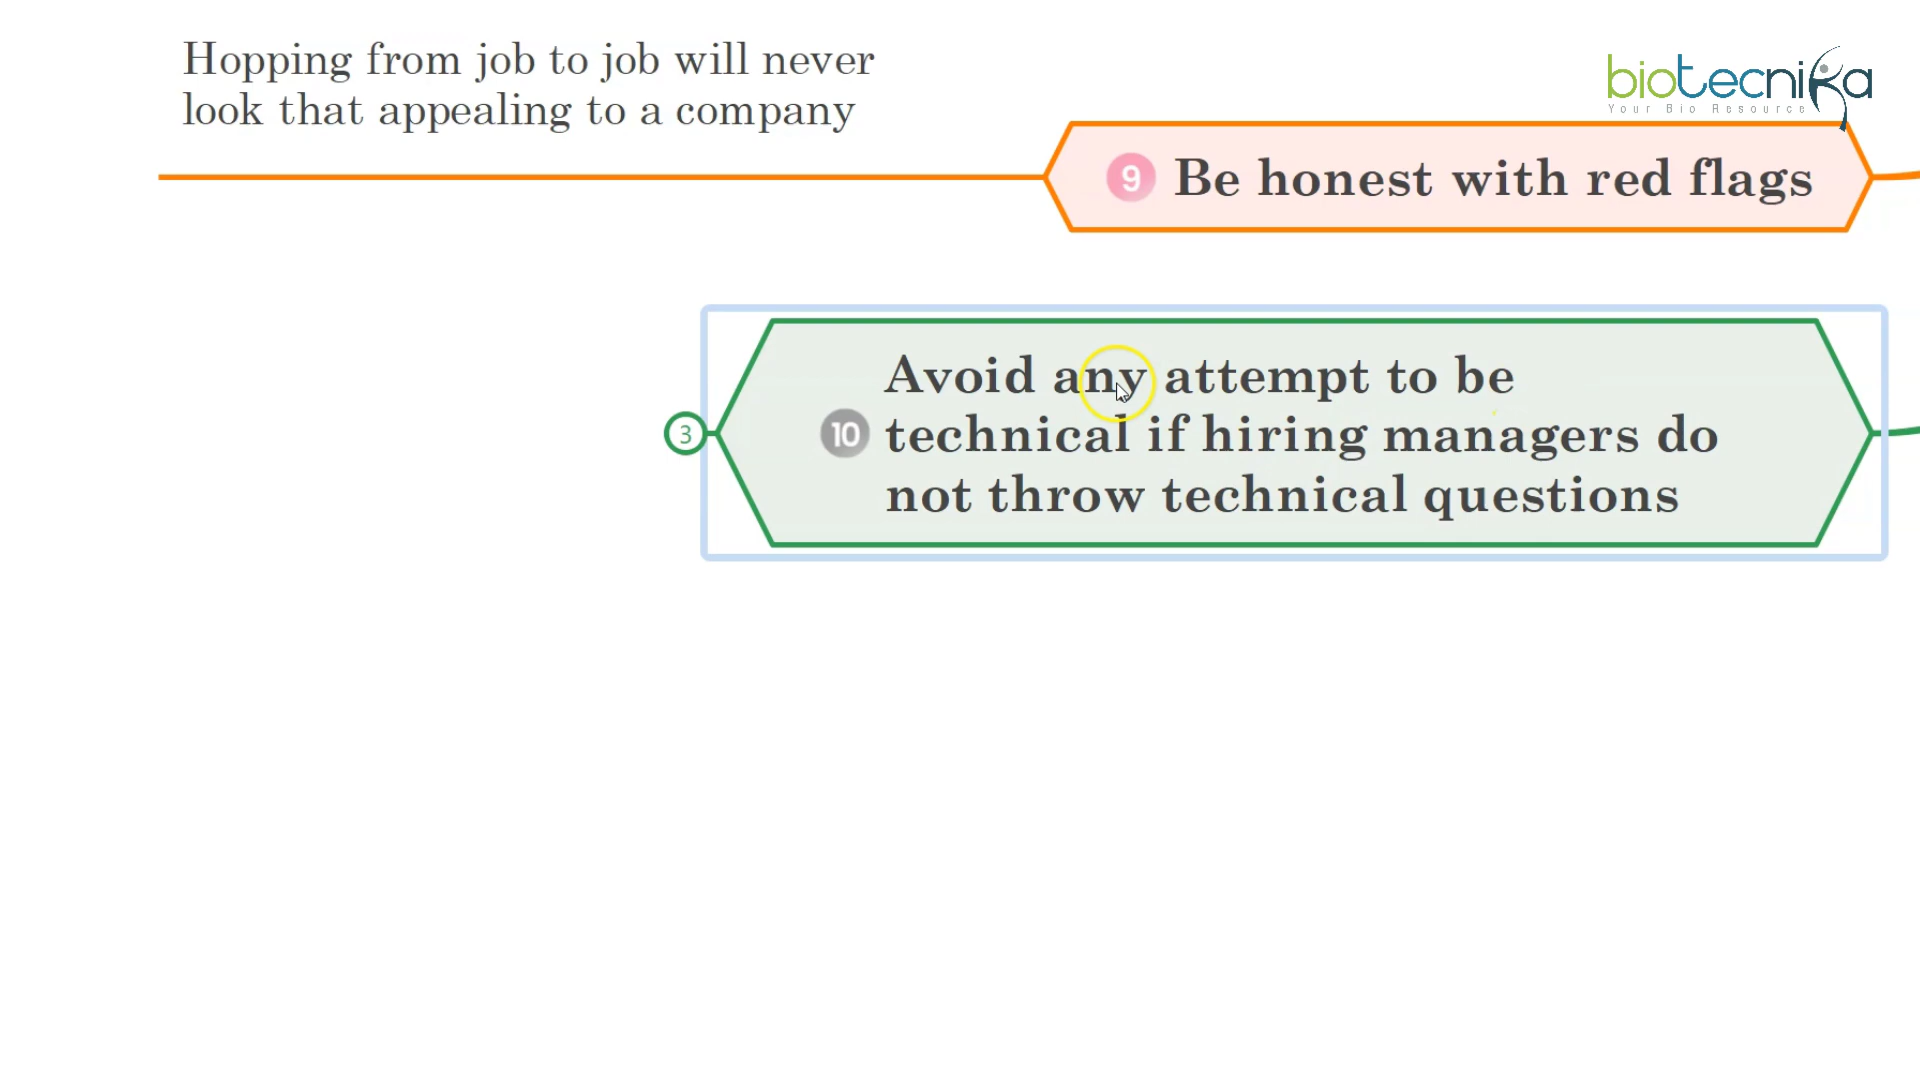 Hopping from job to job will never
look that appealing to a company
biotecnika
Your Bio Resource
9 Be honest with red flags
Avoid any attempt to be
3 10 technical if hiring managers do
not throw technical questions